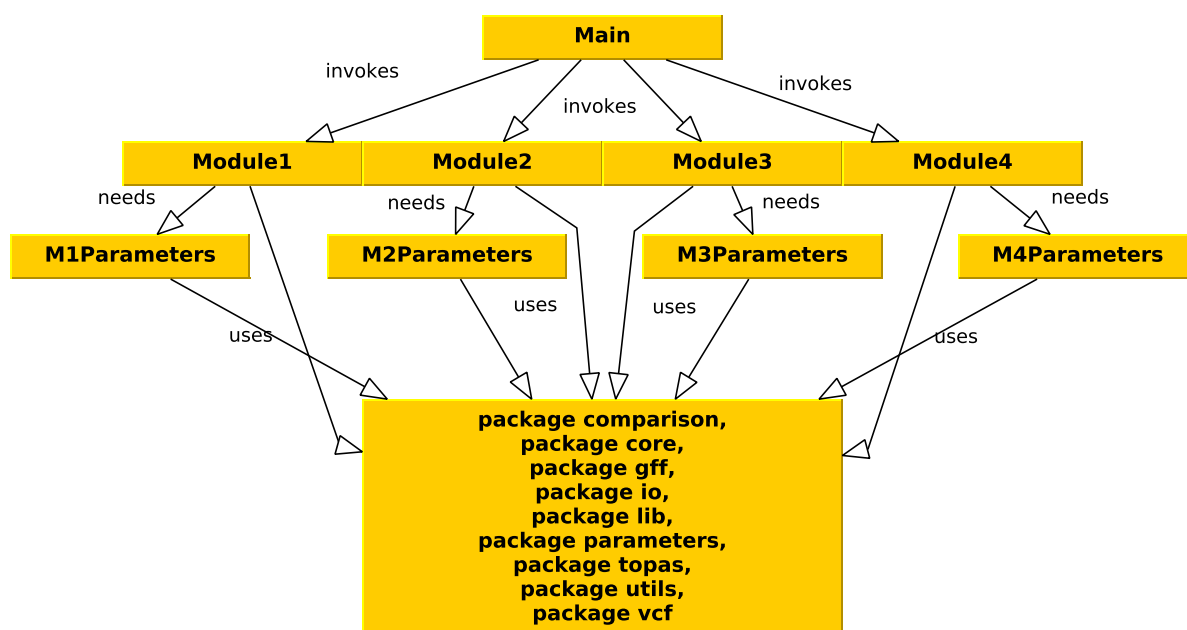 Main
invokes
invokes
invokes
Module1
Module2
Module3
Module4
needs
needs
needs
needs
M1Parameters
M2Parameters
M3Parameters
M4Parameters
uses
uses
uses
uses
package comparison,
package core,
package gff,
package io,
package lib,
package parameters,
package topas,
package utils,
package vcf